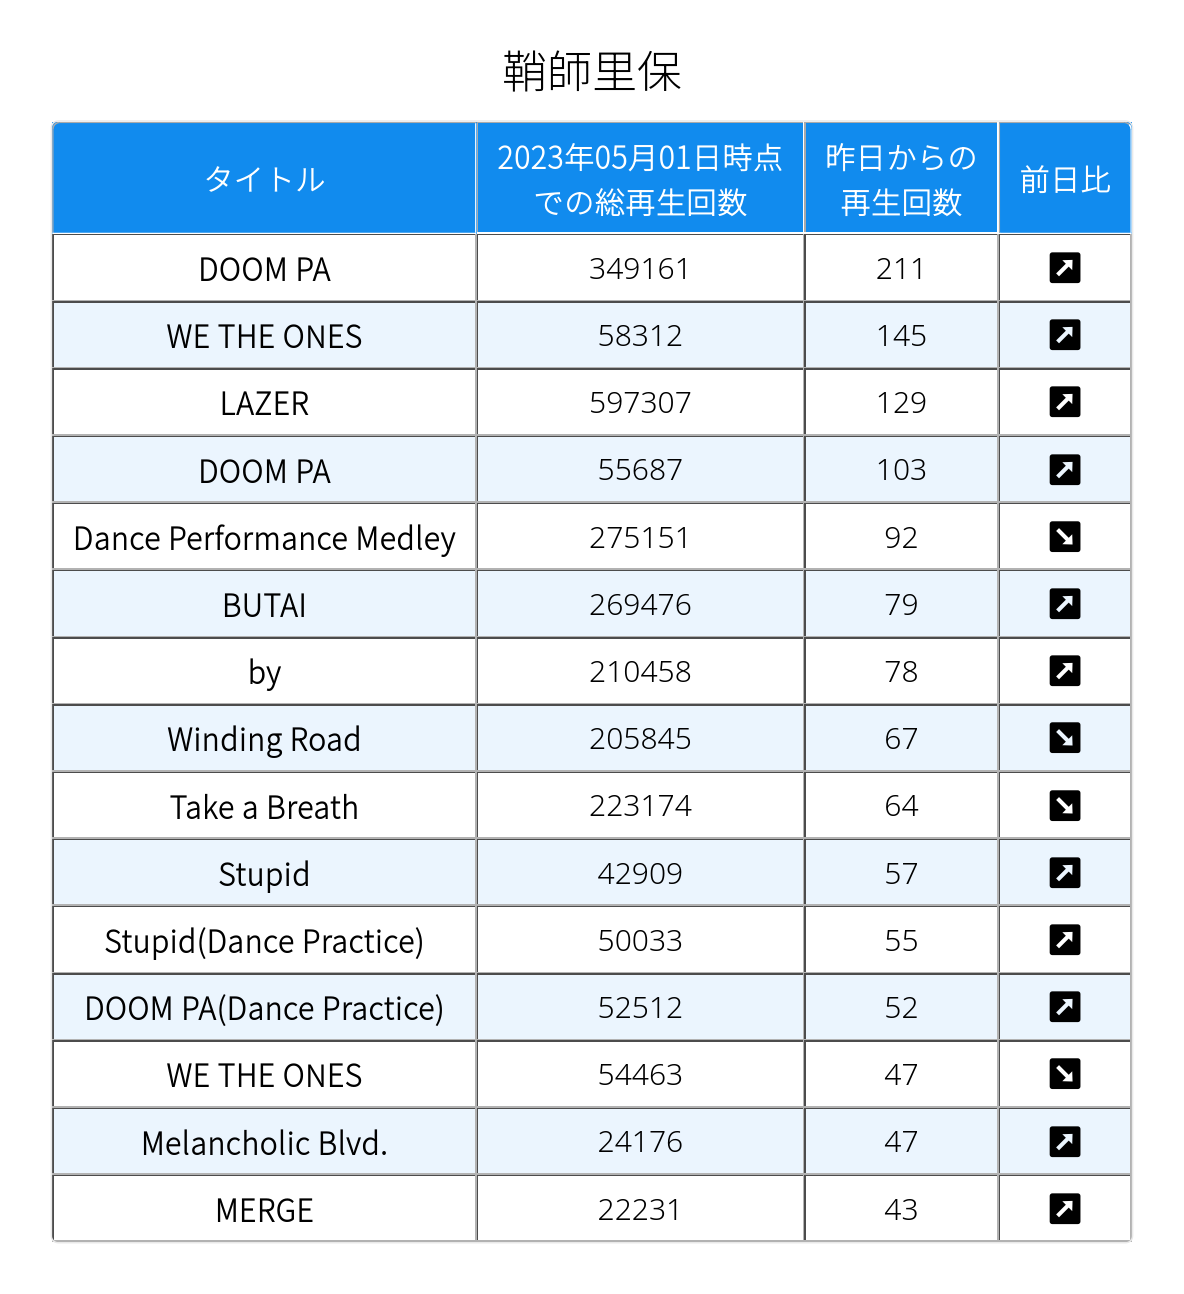 鞘師里保
タイトル 2023年05月01日時点での総再生回数 昨日からの再生回数 前日比
DOOM PA 349161 211 ↗
WE THE ONES 58312 145 ↗
LAZER 597307 129 ↗
DOOM PA 55687 103 ↗
Dance Performance Medley 275151 92 ↘
BUTAI 269476 79 ↗
by 210458 78 ↗
Winding Road 205845 67 ↘
Take a Breath 223174 64 ↘
Stupid 42909 57 ↗
Stupid(Dance Practice) 50033 55 ↗
DOOM PA(Dance Practice) 52512 52 ↗
WE THE ONES 54463 47 ↘
Melancholic Blvd. 24176 47 ↗
MERGE 22231 43 ↗